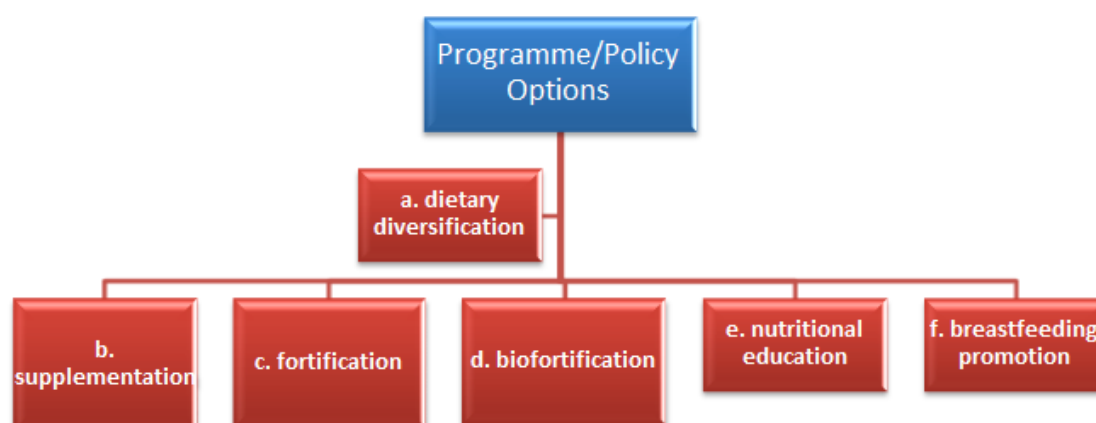 Programme/Policy
Options
a. dietary
diversification
b.
supplementation
c. fortification
d. biofortification
e. nutritional
education
f. breastfeeding
promotion